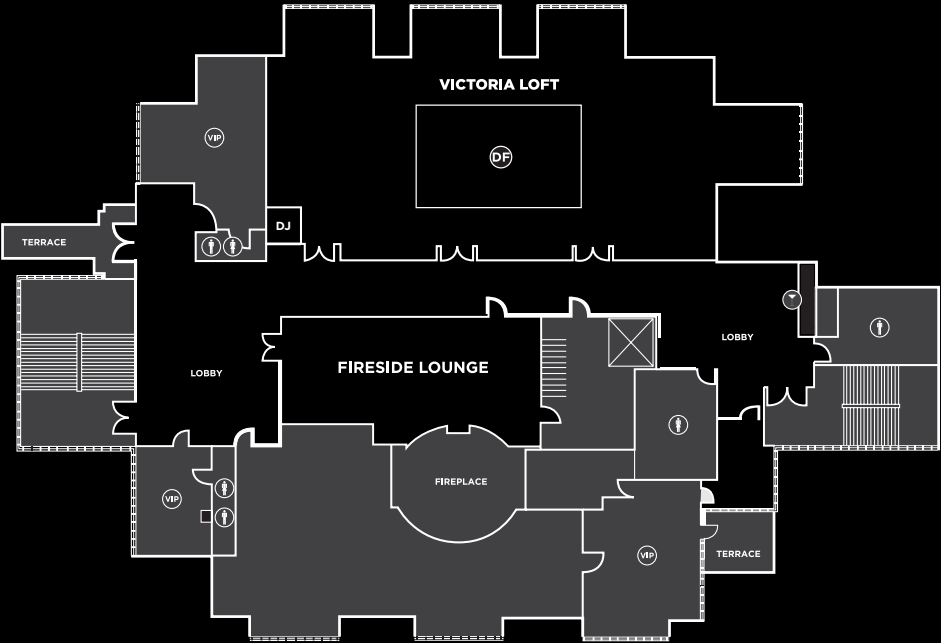 VICTORIA LOFT
VIP
DF
DJ
TERRACE
LOBBY
LOBBY
FIRESIDE LOUNGE
FIREPLACE
VIP
VIP
TERRACE